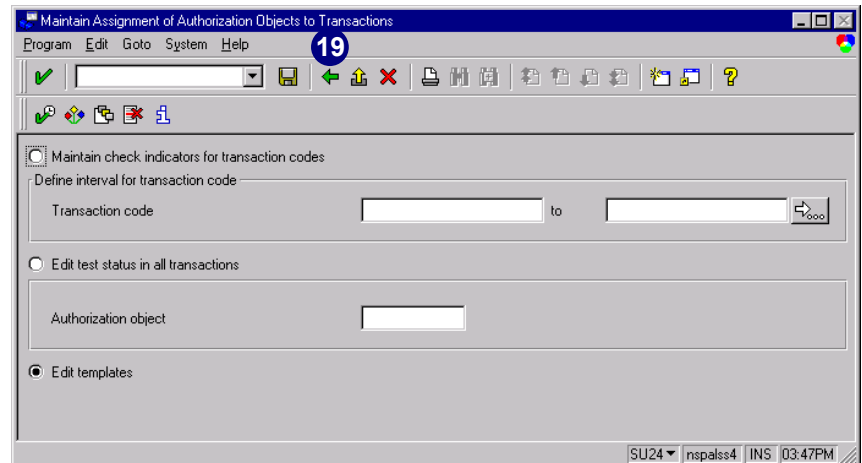 Maintain Assignment of Authorization Objects to Transactions
Program Edit Goto System Help
19
Maintain check indicators for transaction codes
Define interval for transaction code
Transaction code to
Edit test status in all transactions
Authorization object
Edit templates
SU24 nspalss4 INS 03:47PM